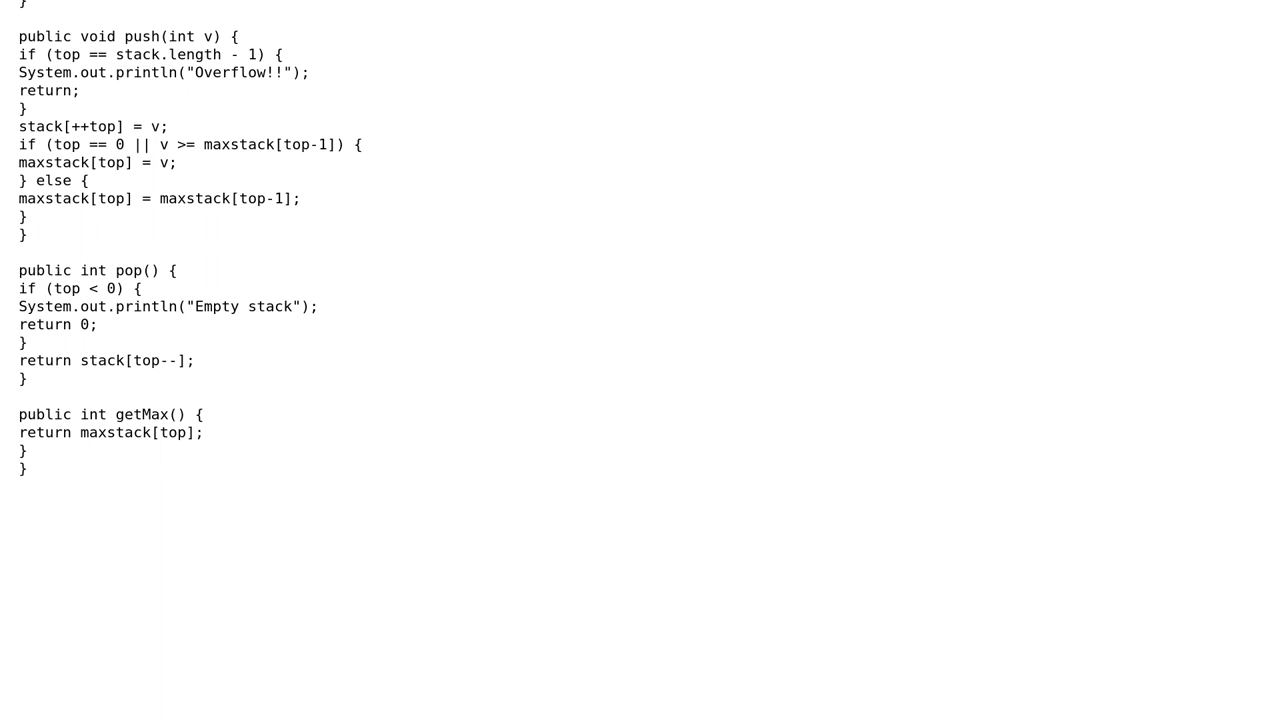 }
public void push(int v) {
if (top == stack.length - 1) {
System.out.println("Overflow!!");
return;
}
stack[++top] = v;
if (top == 0 || v >= maxstack[top-1]) {
maxstack[top] = v;
} else {
maxstack[top] = maxstack[top-1];
}
}
public int pop() {
if (top < 0) {
System.out.println("Empty stack");
return 0;
}
return stack[top--];
}
public int getMax() {
return maxstack[top];
}
}